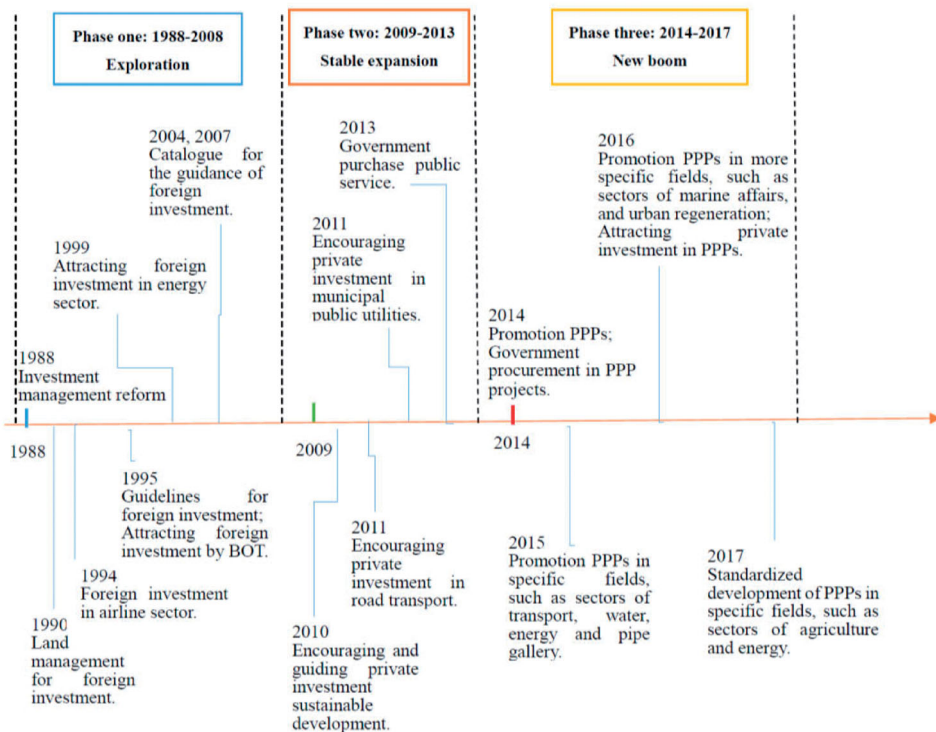 Phase one: 1988-2008
Exploration
Phase two: 2009-2013
Stable expansion
Phase three: 2014-2017
New boom
2004, 2007
Catalogue for
the guidance of
foreign
investment.
2013
Government
purchase public
service.
2016
Promotion PPPs in more
specific fields, such as
sectors of marine affairs,
and urban regeneration;
Attracting private
investment in PPPs.
1999
Attracting foreign
investment in energy
sector.
2011
Encouraging
private
investment in
municipal
public utilities.
1988
Investment
management reform
2014
Promotion PPPs;
Government
procurement in PPP
projects.
1988
2009
2014
1995
Guidelines for
foreign investment;
Attracting foreign
investment by BOT.
1994
Foreign investment
in airline sector.
1990
Land
management
for foreign
investment.
2011
Encouraging
private
investment in
road transport.
2010
Encouraging and
guiding private
investment
sustainable
development.
2015
Promotion PPPs in
specific fields,
such as sectors of
transport, water,
energy and pipe
gallery.
2017
Standardized
development of PPPs in
specific fields, such as
sectors of agriculture
and energy.